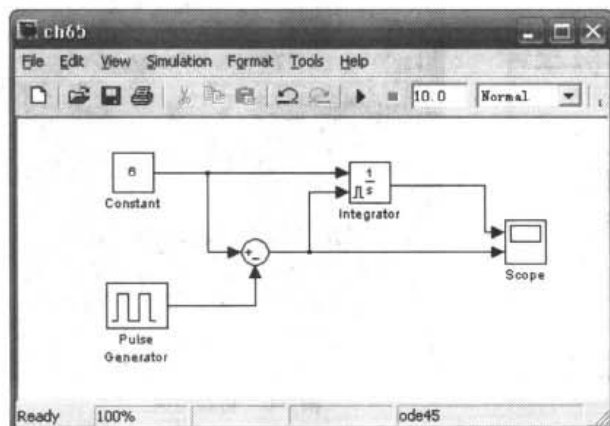 ch65
File Edit View Simulation Format Tools Help
10.0 Normal
6
Constant
1
s
Integrator
+
-
Scope
Pulse
Generator
Ready 100% ode45